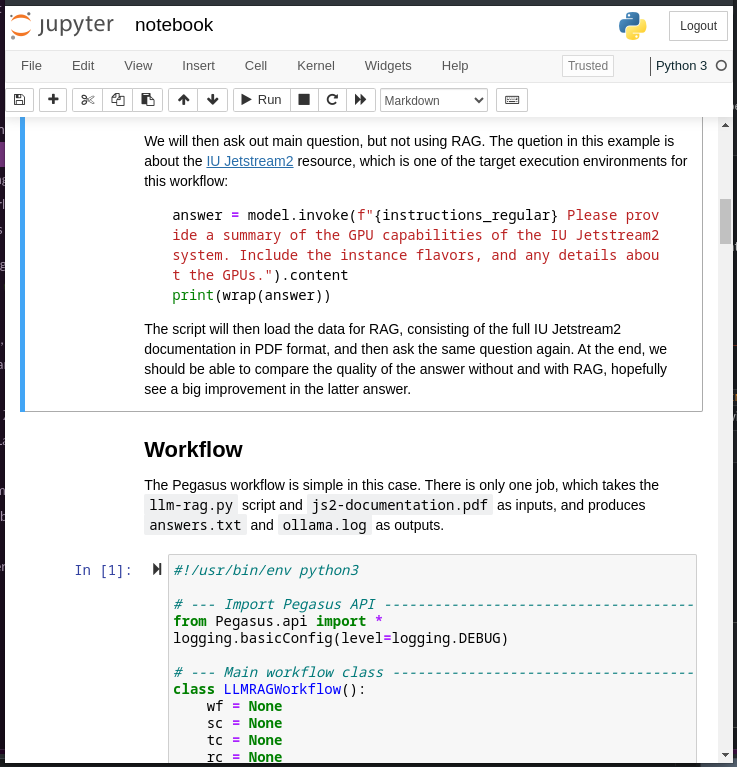 jupyter notebook
Logout
File Edit View Insert Cell Kernel Widgets Help Trusted Python 3
Run Markdown
We will then ask out main question, but not using RAG. The quetion in this example is
about the IU Jetstream2 resource, which is one of the target execution environments for
this workflow:
answer = model.invoke(f"{instructions_regular} Please prov
ide a summary of the GPU capabilities of the IU Jetstream2
system. Include the instance flavors, and any details abou
t the GPUs.").content
print(wrap(answer))
The script will then load the data for RAG, consisting of the full IU Jetstream2
documentation in PDF format, and then ask the same question again. At the end, we
should be able to compare the quality of the answer without and with RAG, hopefully
see a big improvement in the latter answer.
Workflow
The Pegasus workflow is simple in this case. There is only one job, which takes the
llm-rag.py script and js2-documentation.pdf as inputs, and produces
answers.txt and ollama.log as outputs.
In [1]:
#!/usr/bin/env python3
# --- Import Pegasus API -------------------------------------
from Pegasus.api import *
logging.basicConfig(level=logging.DEBUG)
# --- Main workflow class ------------------------------------
class LLMRAGWorkflow():
    wf = None
    sc = None
    tc = None
    rc = None